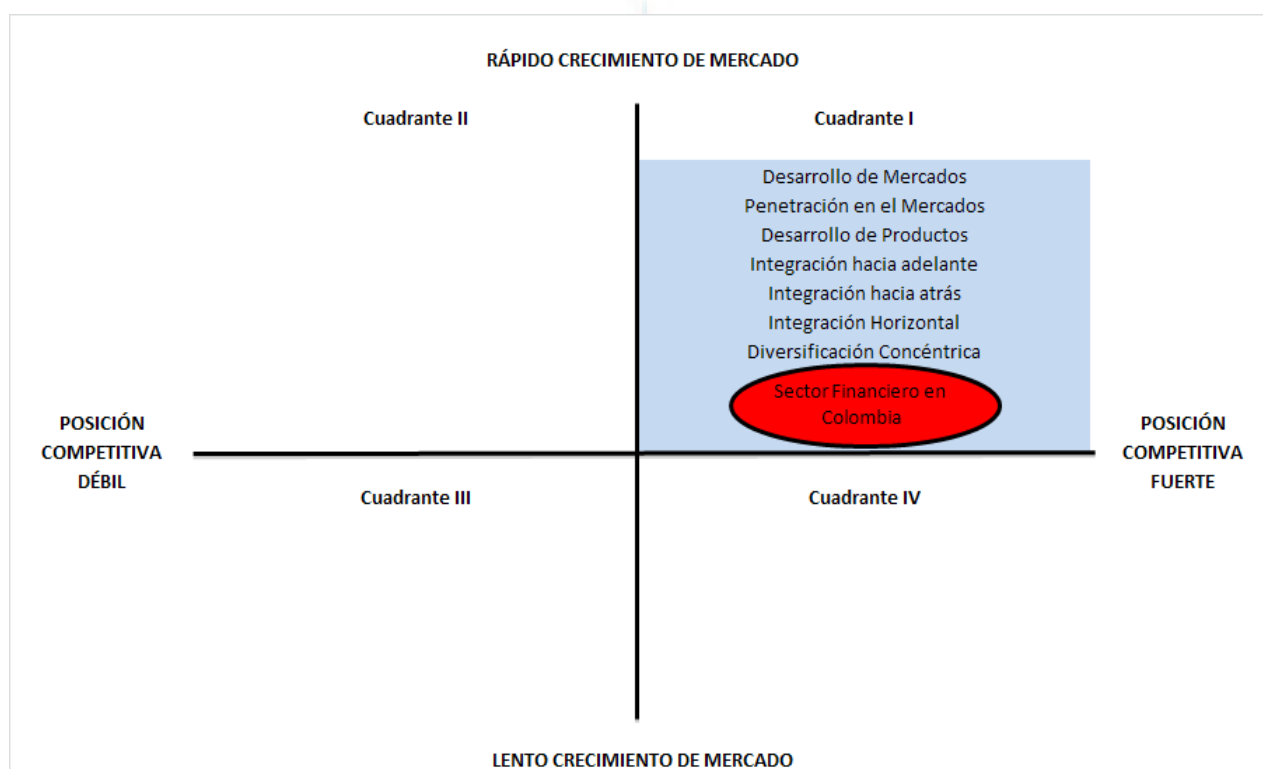 RÁPIDO CRECIMIENTO DE MERCADO
Cuadrante II
Cuadrante I
Desarrollo de Mercados
Penetración en el Mercados
Desarrollo de Productos
Integración hacia adelante
Integración hacia atrás
Integración Horizontal
Diversificación Concéntrica
Sector Financiero en
Colombia
POSICIÓN
COMPETITIVA
DÉBIL
POSICIÓN
COMPETITIVA
FUERTE
Cuadrante III
Cuadrante IV
LENTO CRECIMIENTO DE MERCADO